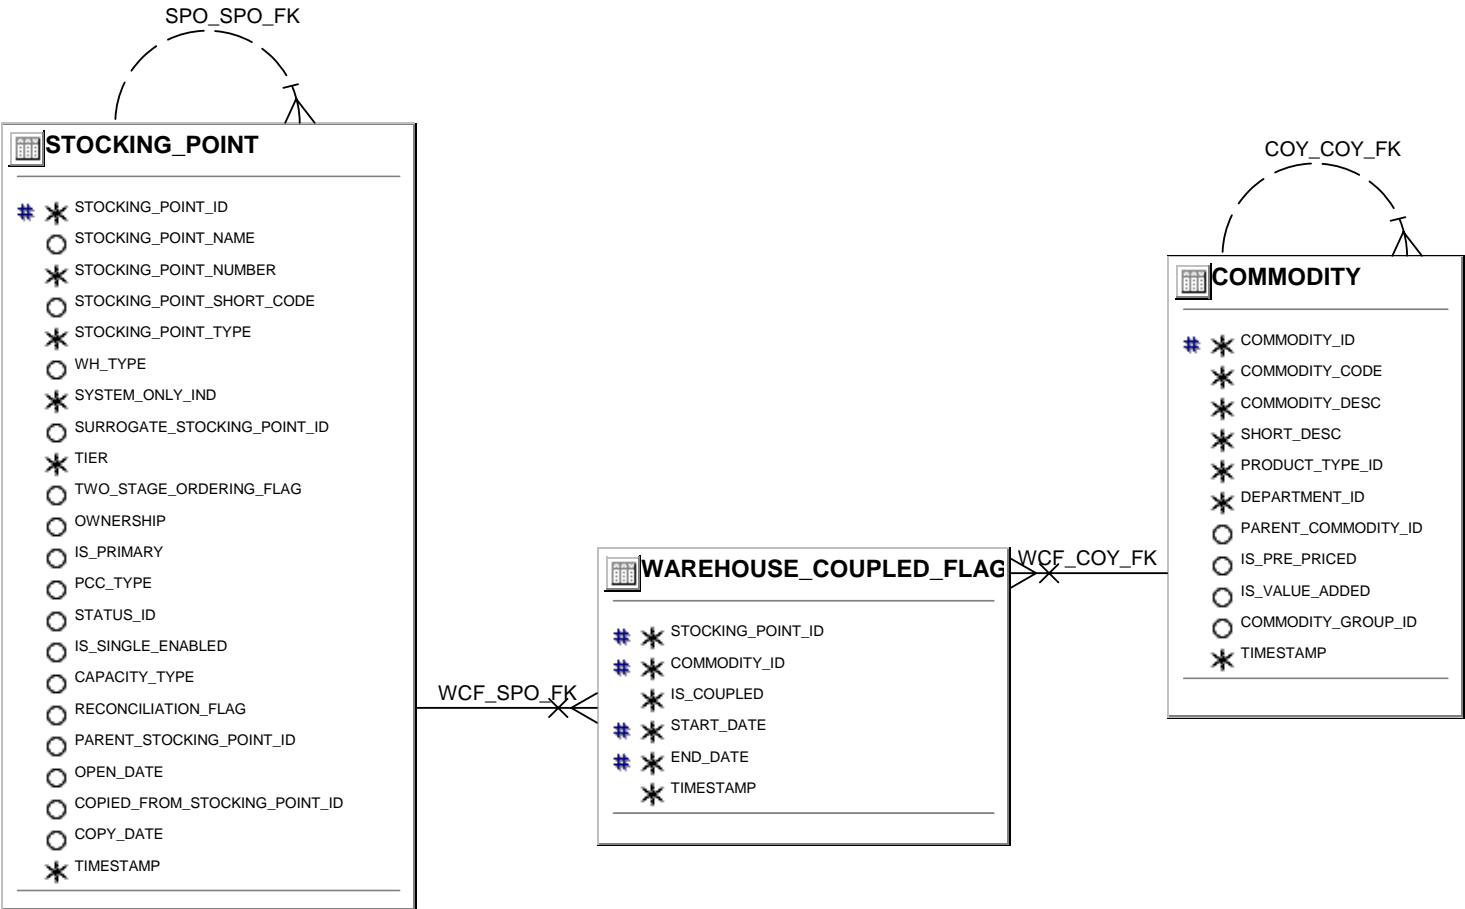 SPO_SPO_FK
STOCKING_POINT
# STOCKING_POINT_ID
STOCKING_POINT_NAME
STOCKING_POINT_NUMBER
STOCKING_POINT_SHORT_CODE
STOCKING_POINT_TYPE
WH_TYPE
SYSTEM_ONLY_IND
SURROGATE_STOCKING_POINT_ID
TIER
TWO_STAGE_ORDERING_FLAG
OWNERSHIP
IS_PRIMARY
PCC_TYPE
STATUS_ID
IS_SINGLE_ENABLED
CAPACITY_TYPE
RECONCILIATION_FLAG
PARENT_STOCKING_POINT_ID
OPEN_DATE
COPIED_FROM_STOCKING_POINT_ID
COPY_DATE
TIMESTAMP
WCF_SPO_FK
WAREHOUSE_COUPLED_FLAG
# STOCKING_POINT_ID
# COMMODITY_ID
IS_COUPLED
# START_DATE
# END_DATE
TIMESTAMP
WCF_COY_FK
COY_COY_FK
COMMODITY
# COMMODITY_ID
COMMODITY_CODE
COMMODITY_DESC
SHORT_DESC
PRODUCT_TYPE_ID
DEPARTMENT_ID
PARENT_COMMODITY_ID
IS_PRE_PRICED
IS_VALUE_ADDED
COMMODITY_GROUP_ID
TIMESTAMP